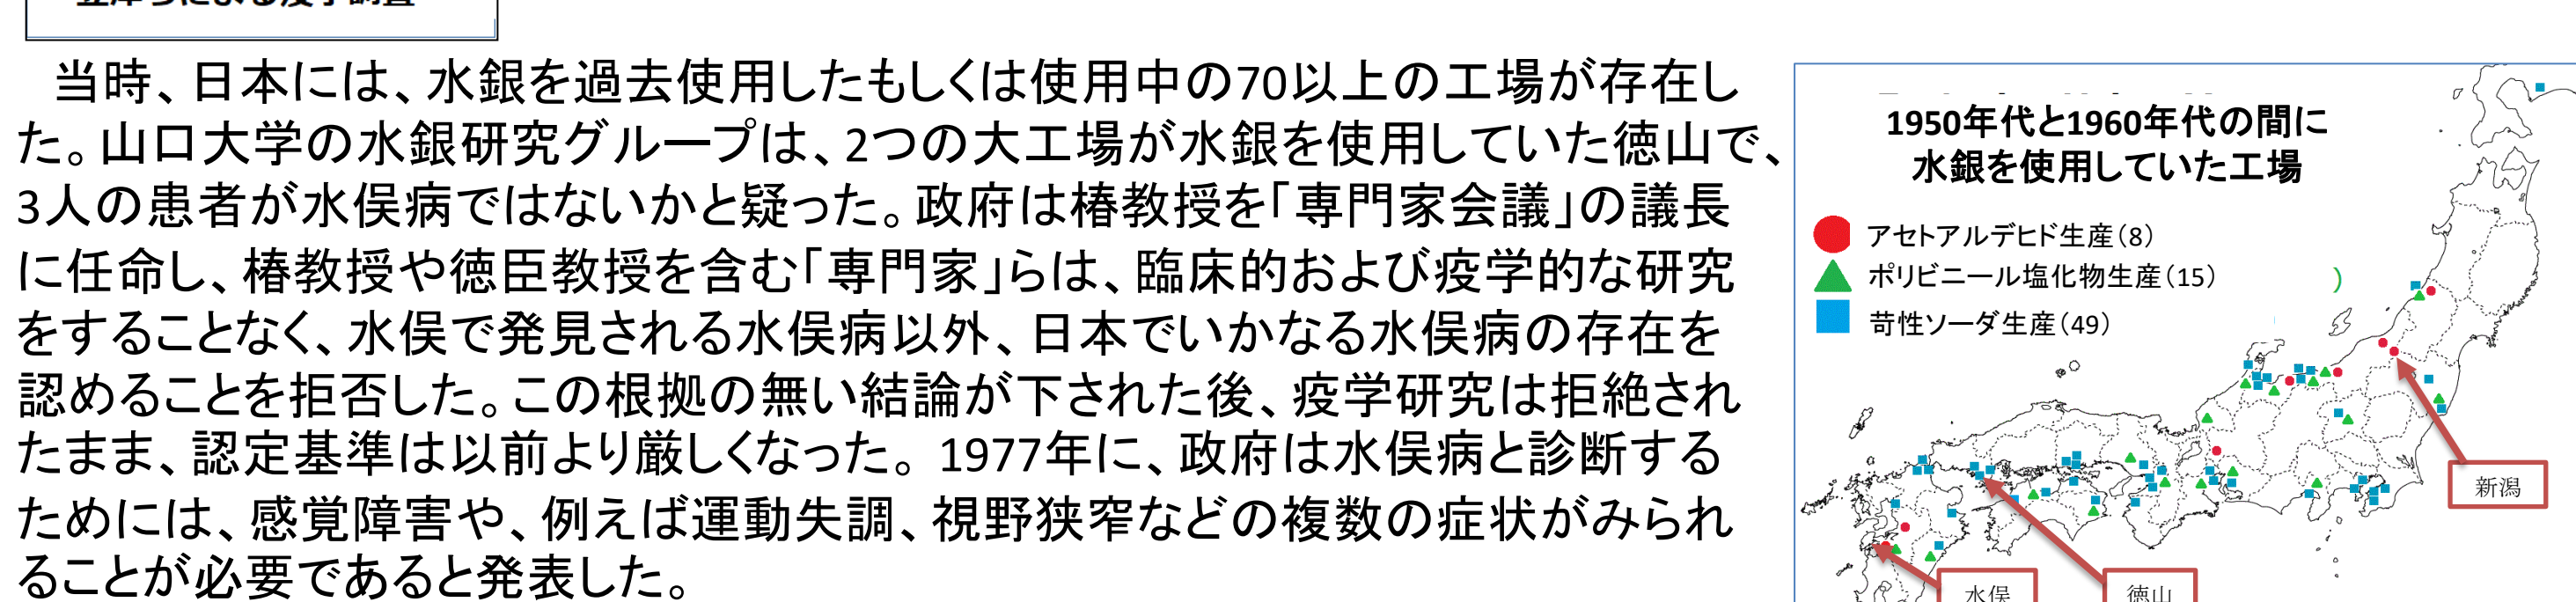 当時、日本には、水銀を過去使用したもしくは使用中の70以上の工場が存在し
た。山口大学の水銀研究グループは、2つの大工場が水銀を使用していた徳山で、
3人の患者が水俣病ではないかと疑った。政府は椿教授を「専門家会議」の議長
に任命し、椿教授や徳臣教授を含む「専門家」らは、臨床的および疫学的な研究
をすることなく、水俣で発見される水俣病以外、日本でいかなる水俣病の存在を
認めることを拒否した。この根拠の無い結論が下された後、疫学研究は拒絶され
たまま、認定基準は以前より厳しくなった。1977年に、政府は水俣病と診断する
ためには、感覚障害や、例えば運動失調、視野狭窄などの複数の症状がみられ
ることが必要であると発表した。
1950年代と1960年代の間に
水銀を使用していた工場
アセトアルデヒド生産(8)
ポリビニール塩化物生産(15)
)
苛性ソーダ生産(49)
新潟
水俣
徳山